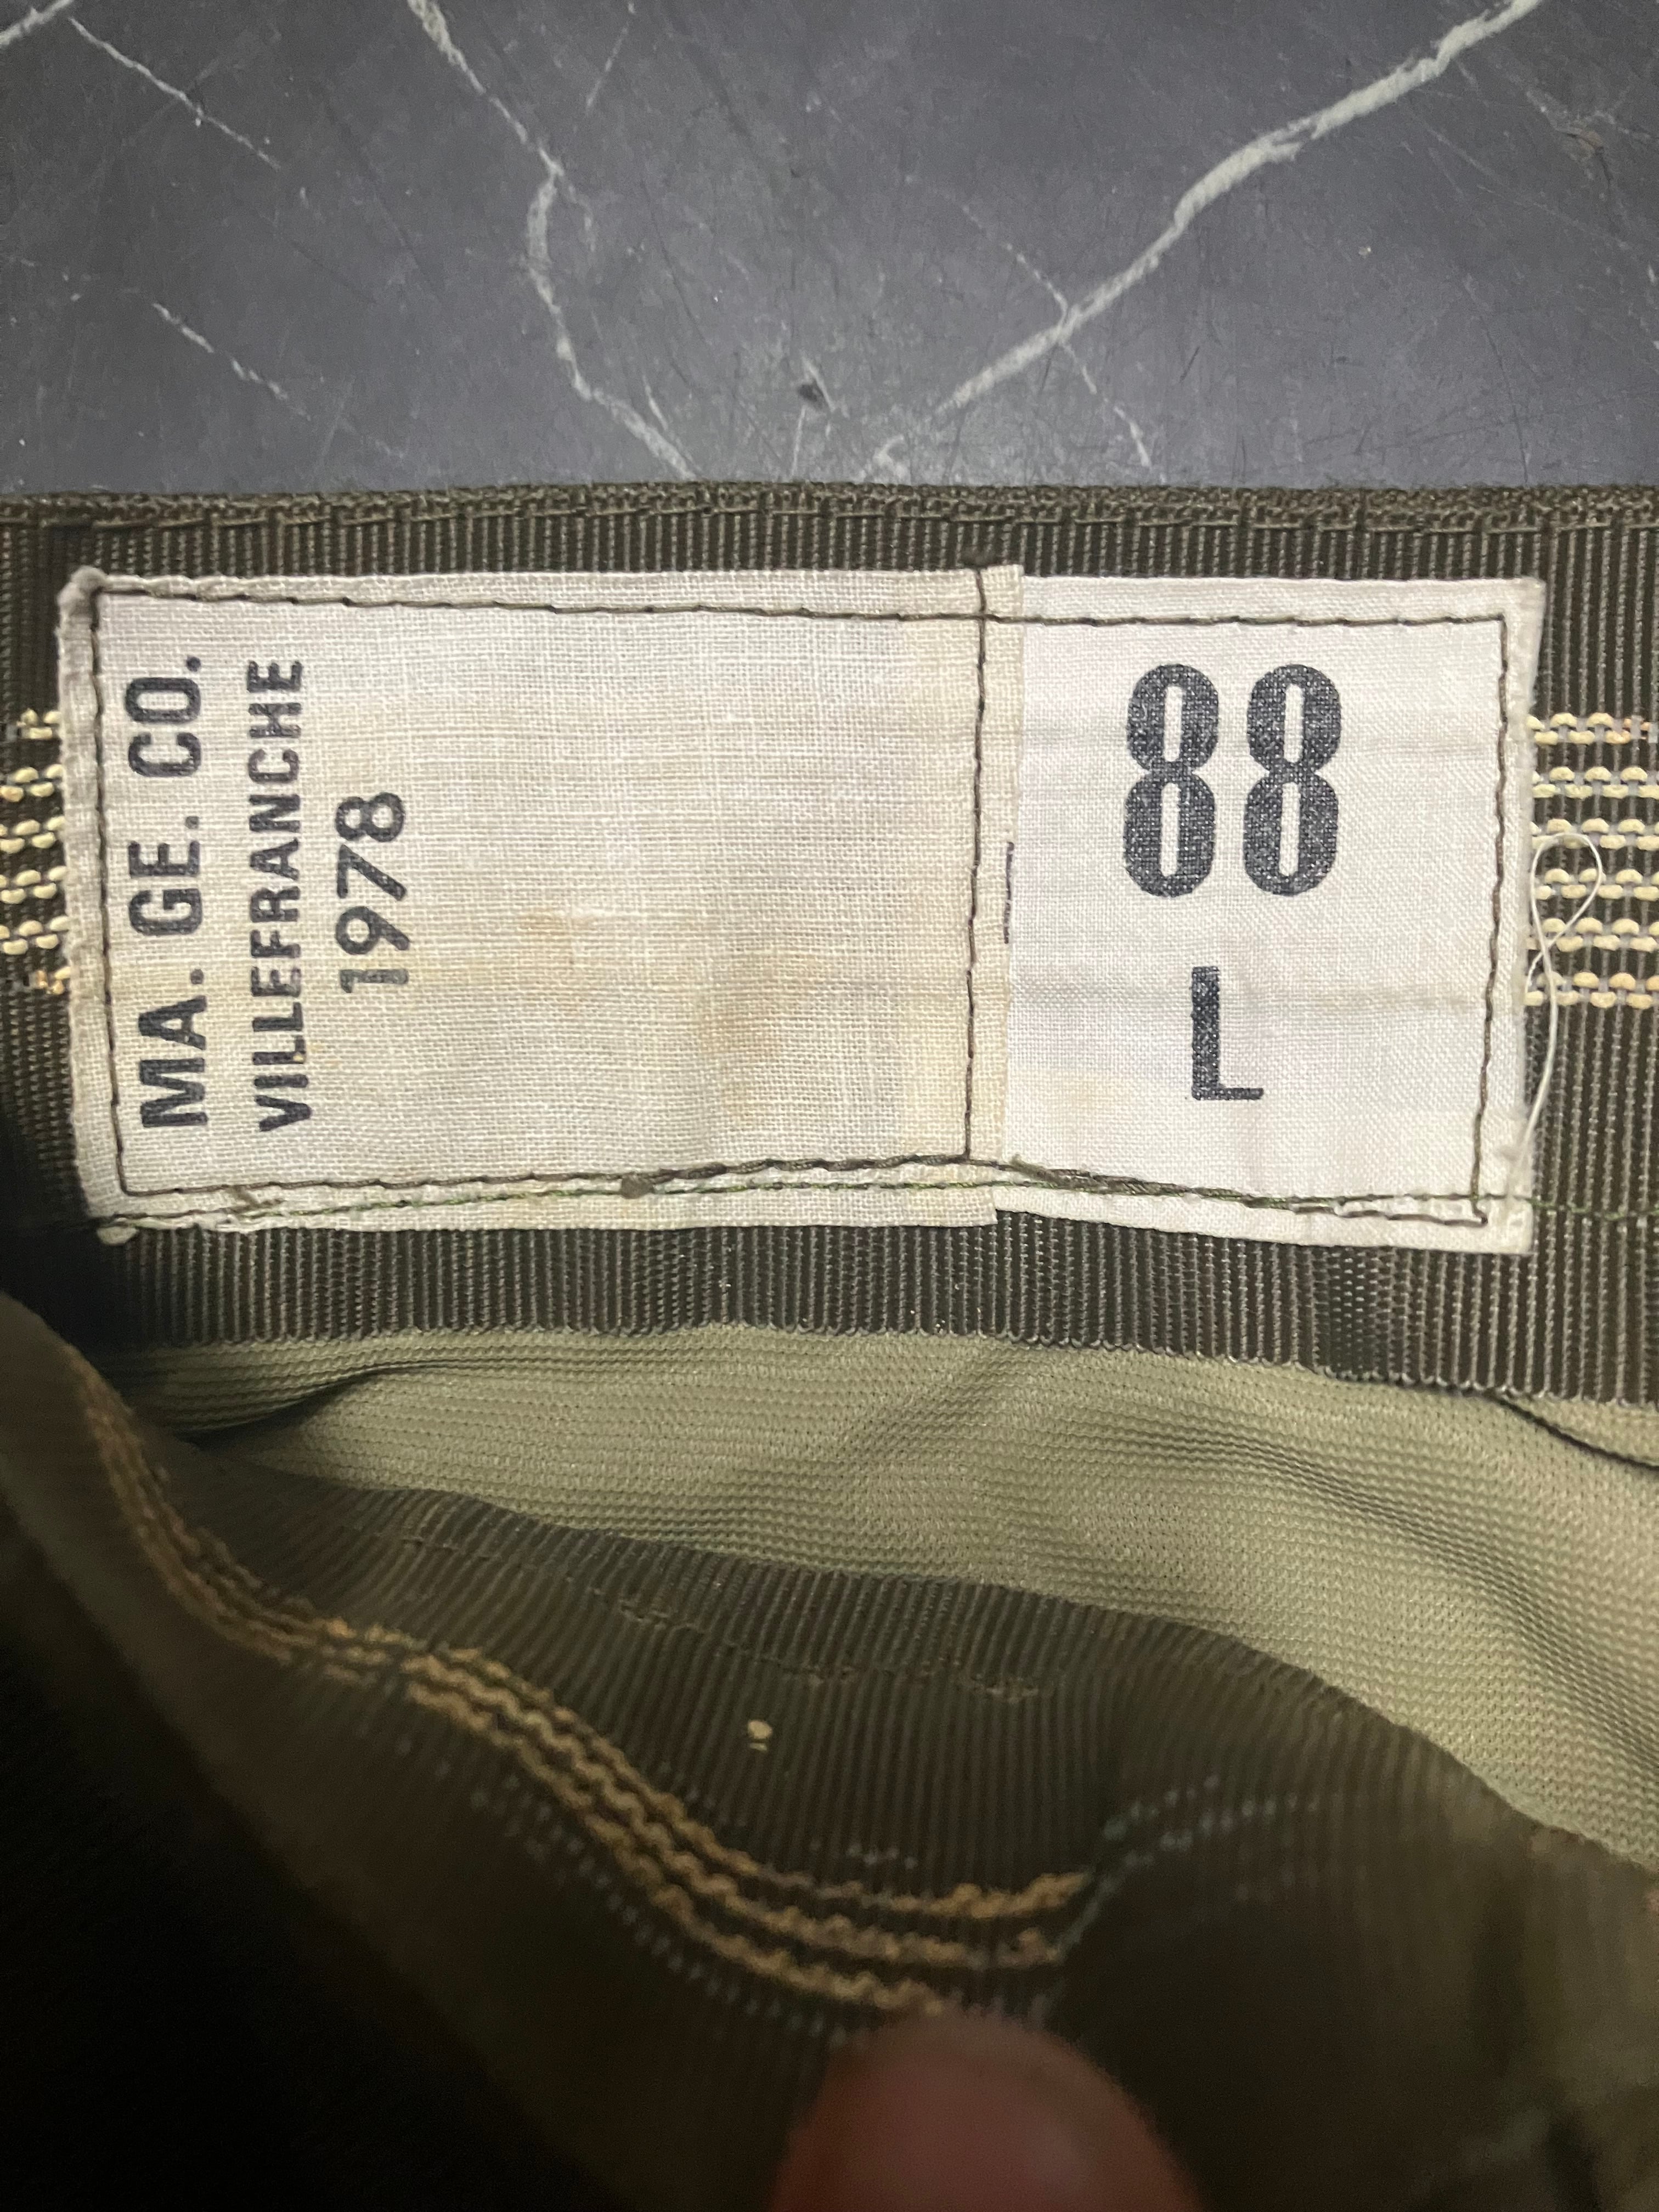 MA. GE. CO.
VILLEFRANCHE
1978
88
L